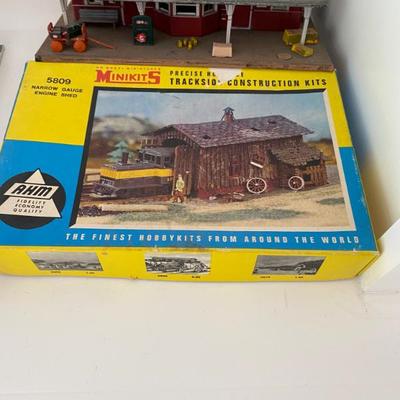 5809
NARROW GAUGE
ENGINE SHED
MINIKITS
PRECISE
TRACKSIDE CONSTRUCTION KITS
AHM
FIDELITY
ECONOMY
QUALITY
THE FINEST HOBBYKITS FROM AROUND THE WORLD